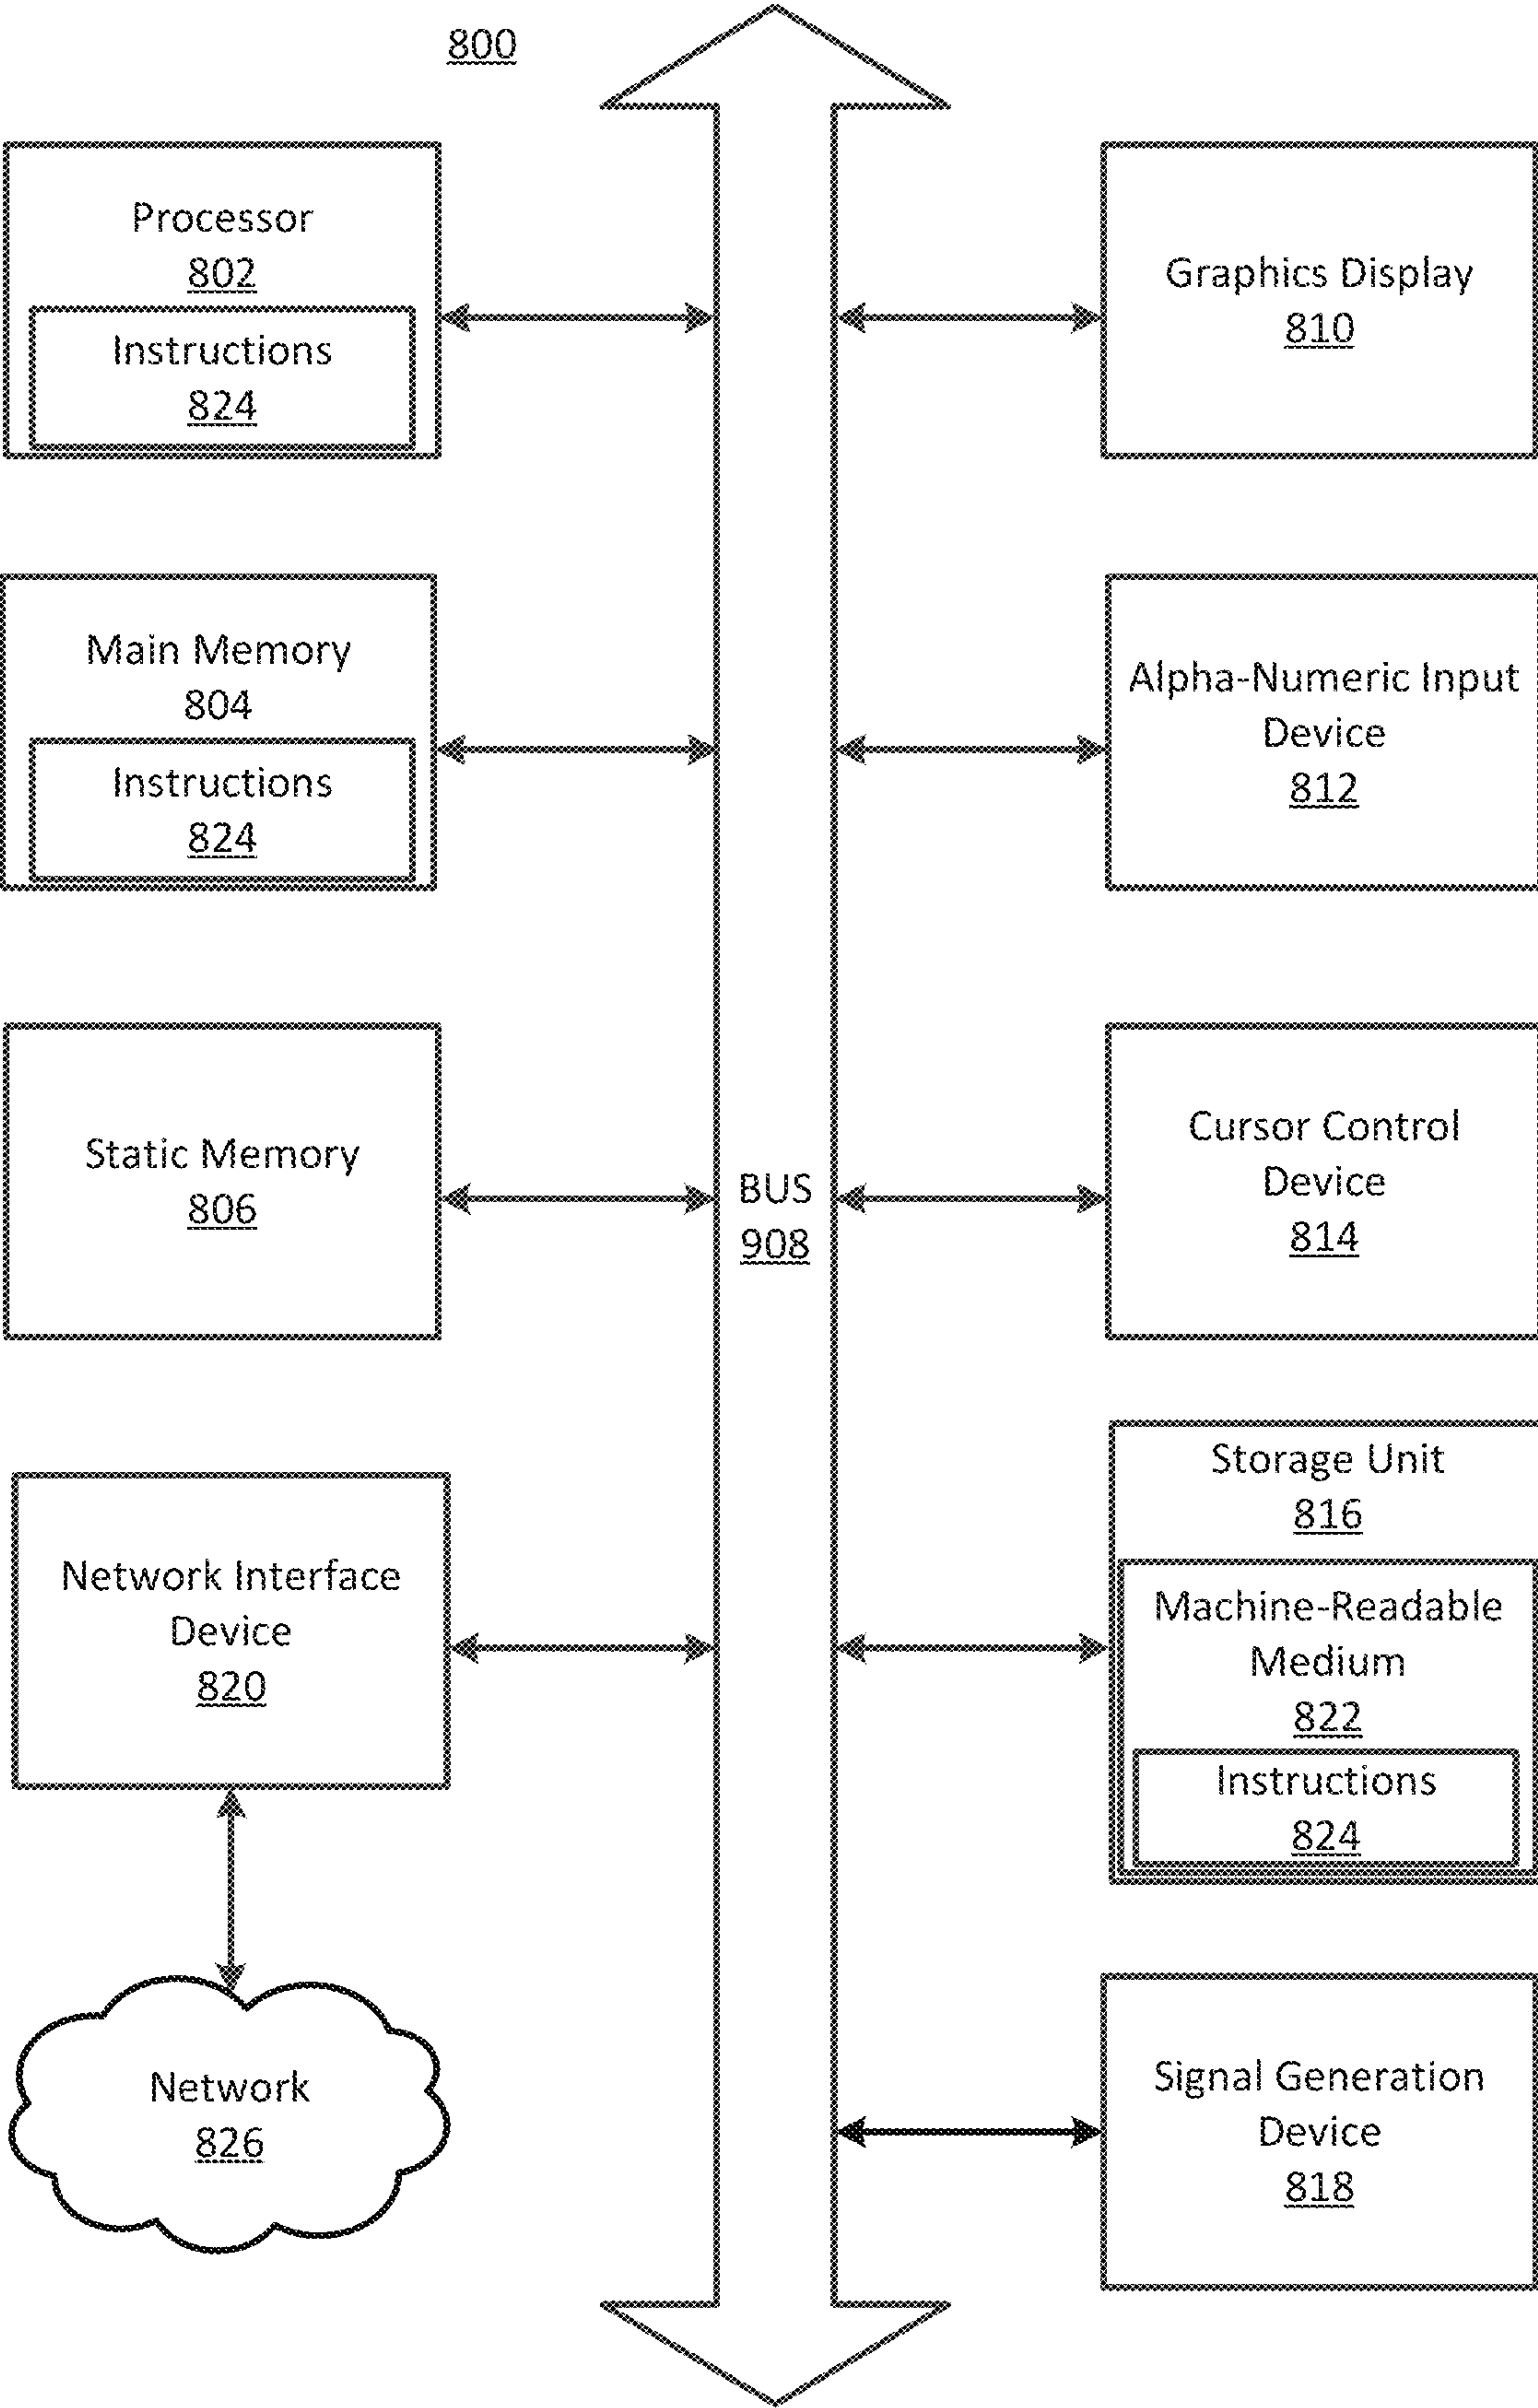 800
Processor
802
Instructions
824
Main Memory
804
Instructions
824
Static Memory
806
Network Interface
Device
820
Network
826
BUS
908
Graphics Display
810
Alpha-Numeric Input
Device
812
Cursor Control
Device
814
Storage Unit
816
Machine-Readable
Medium
822
Instructions
824
Signal Generation
Device
818